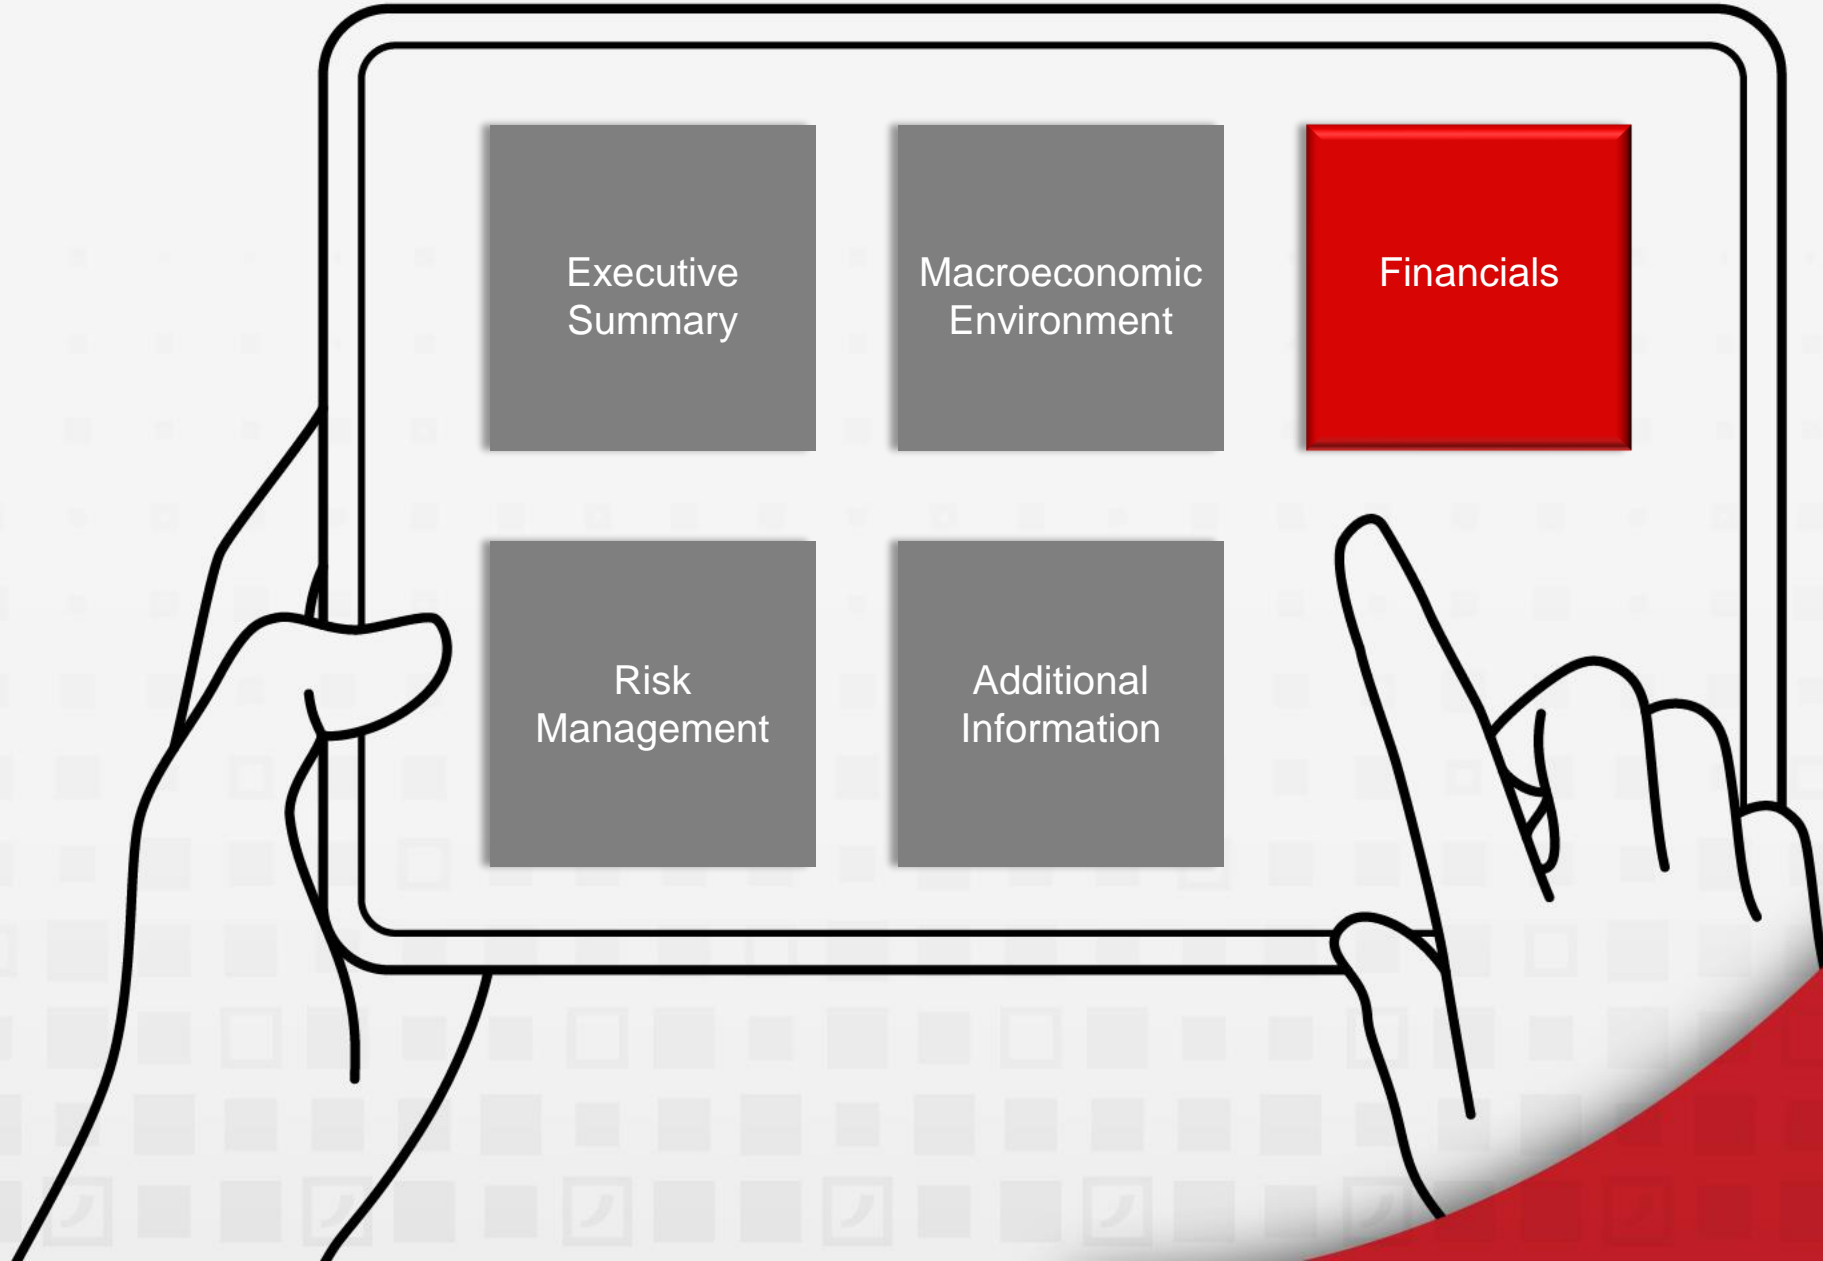 Executive
Summary
Macroeconomic
Environment
Financials
Risk
Management
Additional
Information